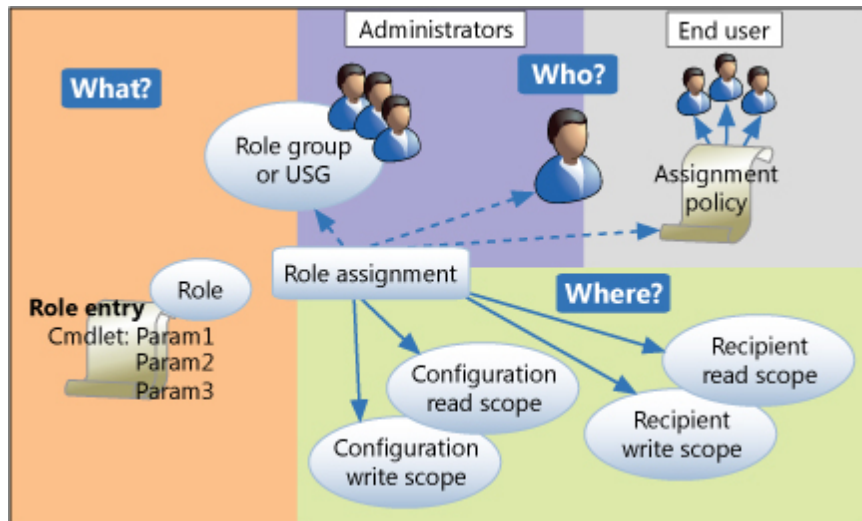 Administrators
End user
What?
Who?
Role group
or USG
Assignment
policy
Role assignment
Role
Where?
Role entry
Cmdlet: Param1
Param2
Param3
Configuration
read scope
Configuration
write scope
Recipient
read scope
Recipient
write scope